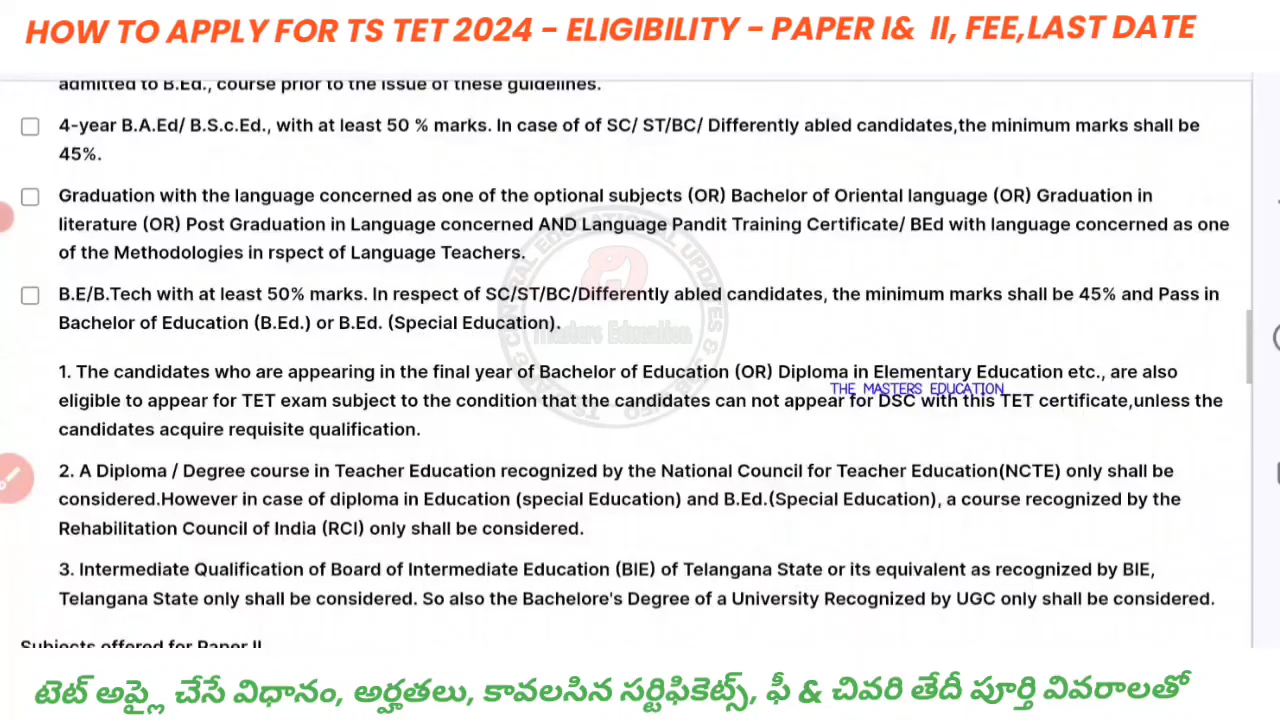 HOW TO APPLY FOR TS TET 2024 - ELIGIBILITY - PAPER I& II, FEE,LAST DATE
admitted to B.Ed., course prior to the issue of these guidelines.
4-year B.A.Ed/ B.S.c.Ed., with at least 50 % marks. In case of of SC/ ST/BC/ Differently abled candidates,the minimum marks shall be
45%.
Graduation with the language concerned as one of the optional subjects (OR) Bachelor of Oriental language (OR) Graduation in
literature (OR) Post Graduation in Language concerned AND Language Pandit Training Certificate/ BEd with language concerned as one
of the Methodologies in rspect of Language Teachers.
B.E/B.Tech with at least 50% marks. In respect of SC/ST/BC/Differently abled candidates, the minimum marks shall be 45% and Pass in
Bachelor of Education (B.Ed.) or B.Ed. (Special Education).
Masters Education
1. The candidates who are appearing in the final year of Bachelor of Education (OR) Diploma in Elementary Education etc., are also
THE MASTERS EDUCATION
eligible to appear for TET exam subject to the condition that the candidates can not appear for DSC with this TET certificate,unless the
candidates acquire requisite qualification.
2. A Diploma / Degree course in Teacher Education recognized by the National Council for Teacher Education(NCTE) only shall be
considered.However in case of diploma in Education (special Education) and B.Ed.(Special Education), a course recognized by the
Rehabilitation Council of India (RCI) only shall be considered.
3. Intermediate Qualification of Board of Intermediate Education (BIE) of Telangana State or its equivalent as recognized by BIE,
Telangana State only shall be considered. So also the Bachelore's Degree of a University Recognized by UGC only shall be considered.
Subjects offered for Paper II
టెట్ అప్లై చేసే విధానం, అర్హతలు, కావలసిన సర్టిఫికెట్స్, ఫీ & చివరి తేదీ పూర్తి వివరాలతో